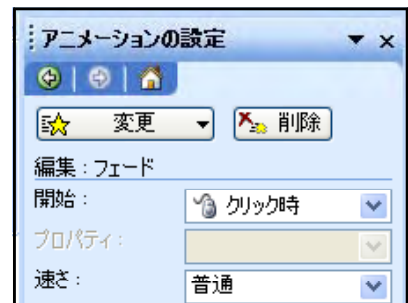 アニメーションの設定
変更 削除
編集：フェード
開始： クリック時
プロパティ：
速さ： 普通